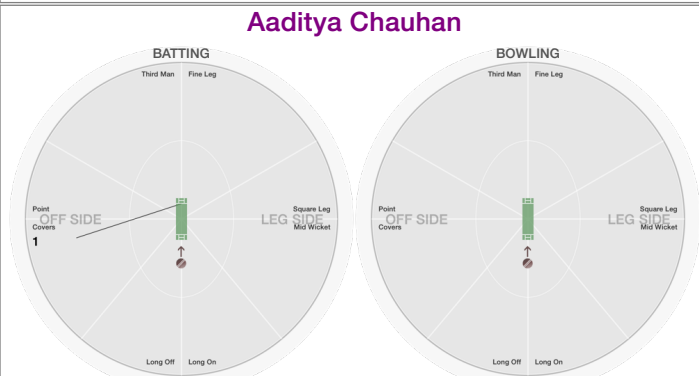 Aaditya Chauhan
BATTING
Third Man Fine Leg
Point
OFF SIDE
Covers
1
Square Leg
LEG SIDE
Mid Wicket
Long Off Long On
BOWLING
Third Man Fine Leg
Point
OFF SIDE
Covers
Square Leg
LEG SIDE
Mid Wicket
Long Off Long On